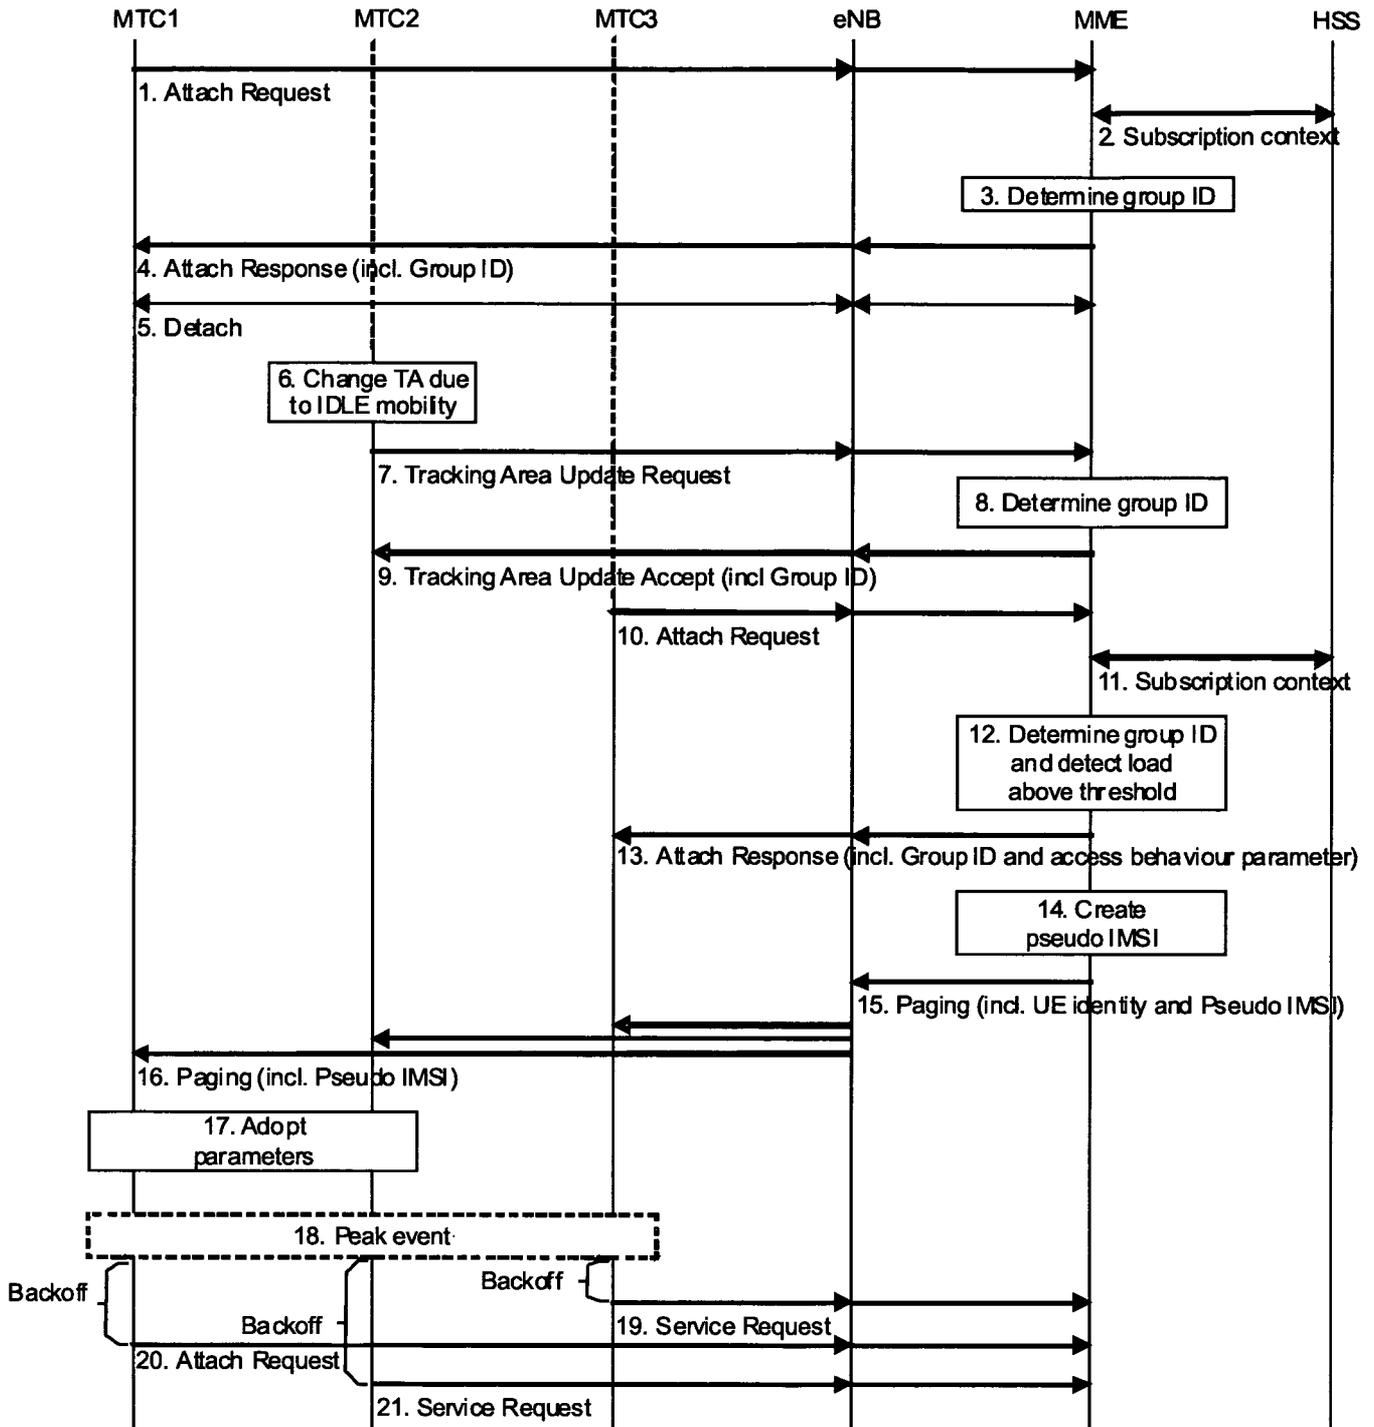 MTC1 MTC2 MTC3 eNB MME HSS
1. Attach Request
2. Subscription context
3. Determine group ID
4. Attach Response (incl. Group ID)
5. Detach
6. Change TA due
to IDLE mobility
7. Tracking Area Update Request
8. Determine group ID
9. Tracking Area Update Accept (incl Group ID)
10. Attach Request
11. Subscription context
12. Determine group ID
and detect load
above threshold
13. Attach Response (incl. Group ID and access behaviour parameter)
14. Create
pseudo IMSI
15. Paging (incl. UE identity and Pseudo IMSI)
16. Paging (incl. Pseudo IMSI)
17. Adopt
parameters
18. Peak event
Backoff
Backoff
Backoff
19. Service Request
20. Attach Request
21. Service Request